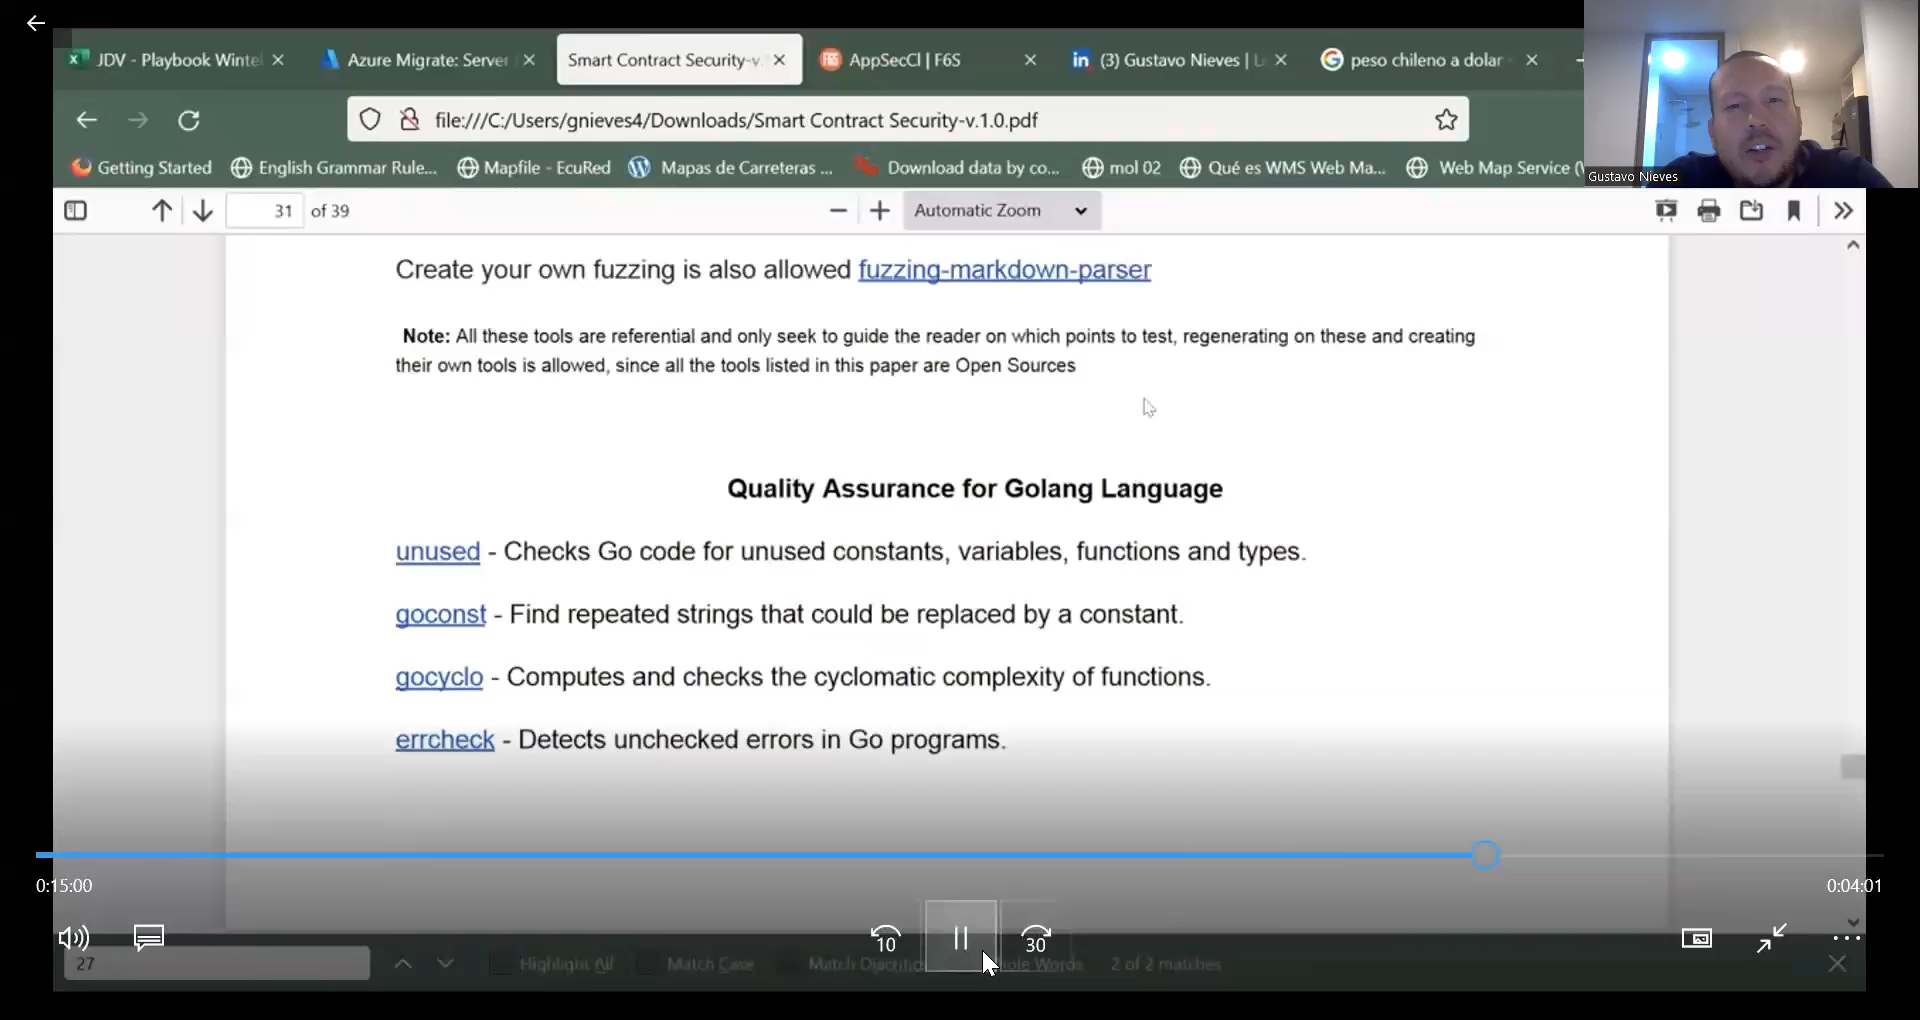 JDV - Playbook Wintel
Azure Migrate: Server
Smart Contract Security-v.
AppSecCl | F6S
in (3) Gustavo Nieves | L
peso chileno a dolar
file:///C:/Users/gnieves4/Downloads/Smart Contract Security-v.1.0.pdf
Getting Started
English Grammar Rule...
Mapfile - EcuRed
Mapas de Carreteras ...
Download data by co...
mol 02
Qué es WMS Web Ma...
Web Map Service (
Gustavo Nieves
31 of 39
Automatic Zoom
Create your own fuzzing is also allowed fuzzing-markdown-parser
Note: All these tools are referential and only seek to guide the reader on which points to test, regenerating on these and creating
their own tools is allowed, since all the tools listed in this paper are Open Sources
Quality Assurance for Golang Language
unused - Checks Go code for unused constants, variables, functions and types.
goconst - Find repeated strings that could be replaced by a constant.
gocyclo - Computes and checks the cyclomatic complexity of functions.
errcheck - Detects unchecked errors in Go programs.
0:15:00
0:04:01
10
30
27
Highlight All
Match Case
Match Words
2 of 2 matches